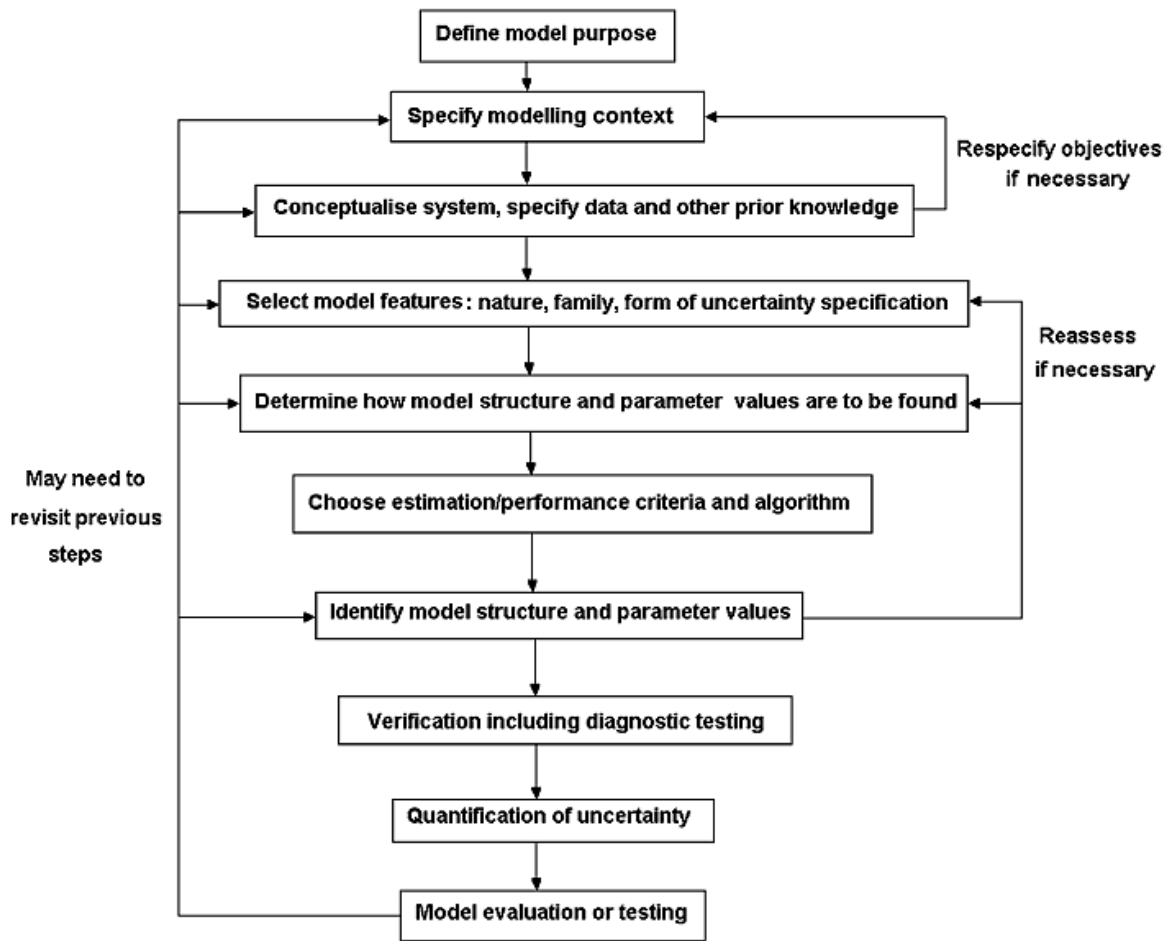 Define model purpose
Specify modelling context
Respecify objectives
if necessary
Conceptualise system, specify data and other prior knowledge
Select model features: nature, family, form of uncertainty specification
Reassess
if necessary
Determine how model structure and parameter values are to be found
May need to
revisit previous
steps
Choose estimation/performance criteria and algorithm
Identify model structure and parameter values
Verification including diagnostic testing
Quantification of uncertainty
Model evaluation or testing